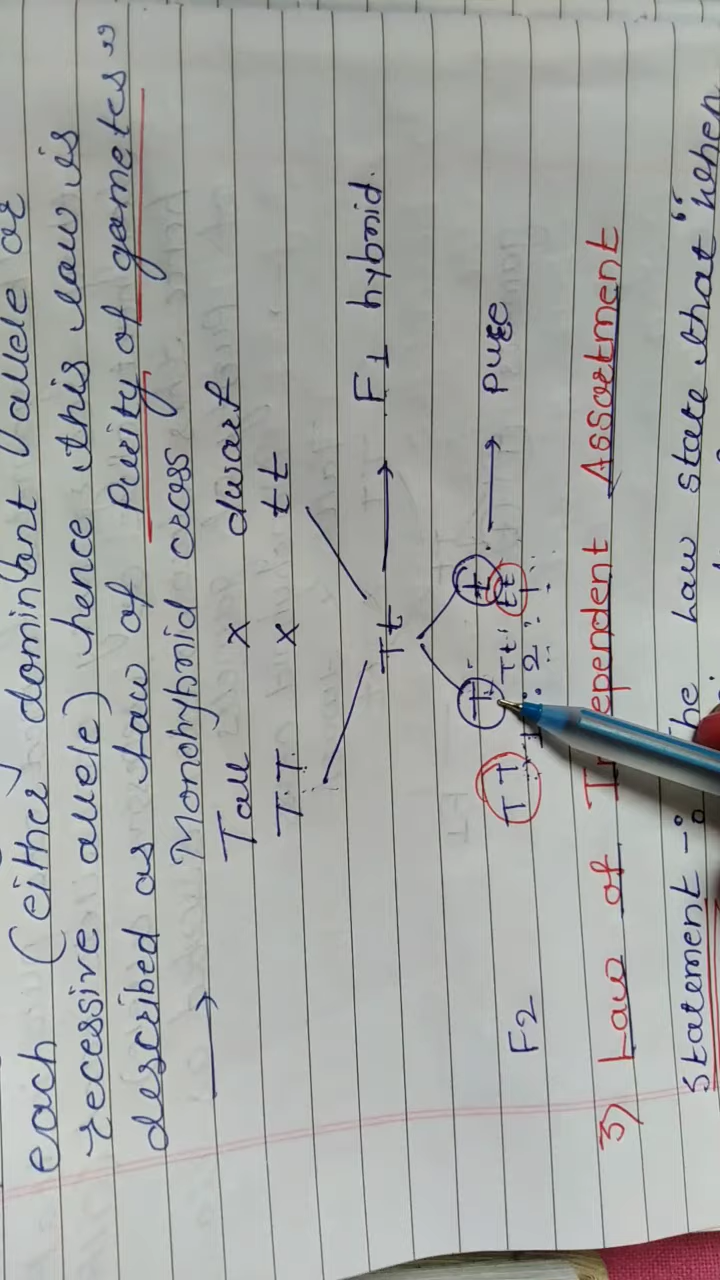 each (either dominant allele or
recessive allele) hence this law is
described as Law of Purity of gametes"
→ Monohybrid cross
Tall × dwarf
TT × tt
Tt → F1 hybrid.
T t → Pure
F2 TT Tt tt
: 2 : 1
3) Law of Independent Assortment
Statement -: The Law state that "when